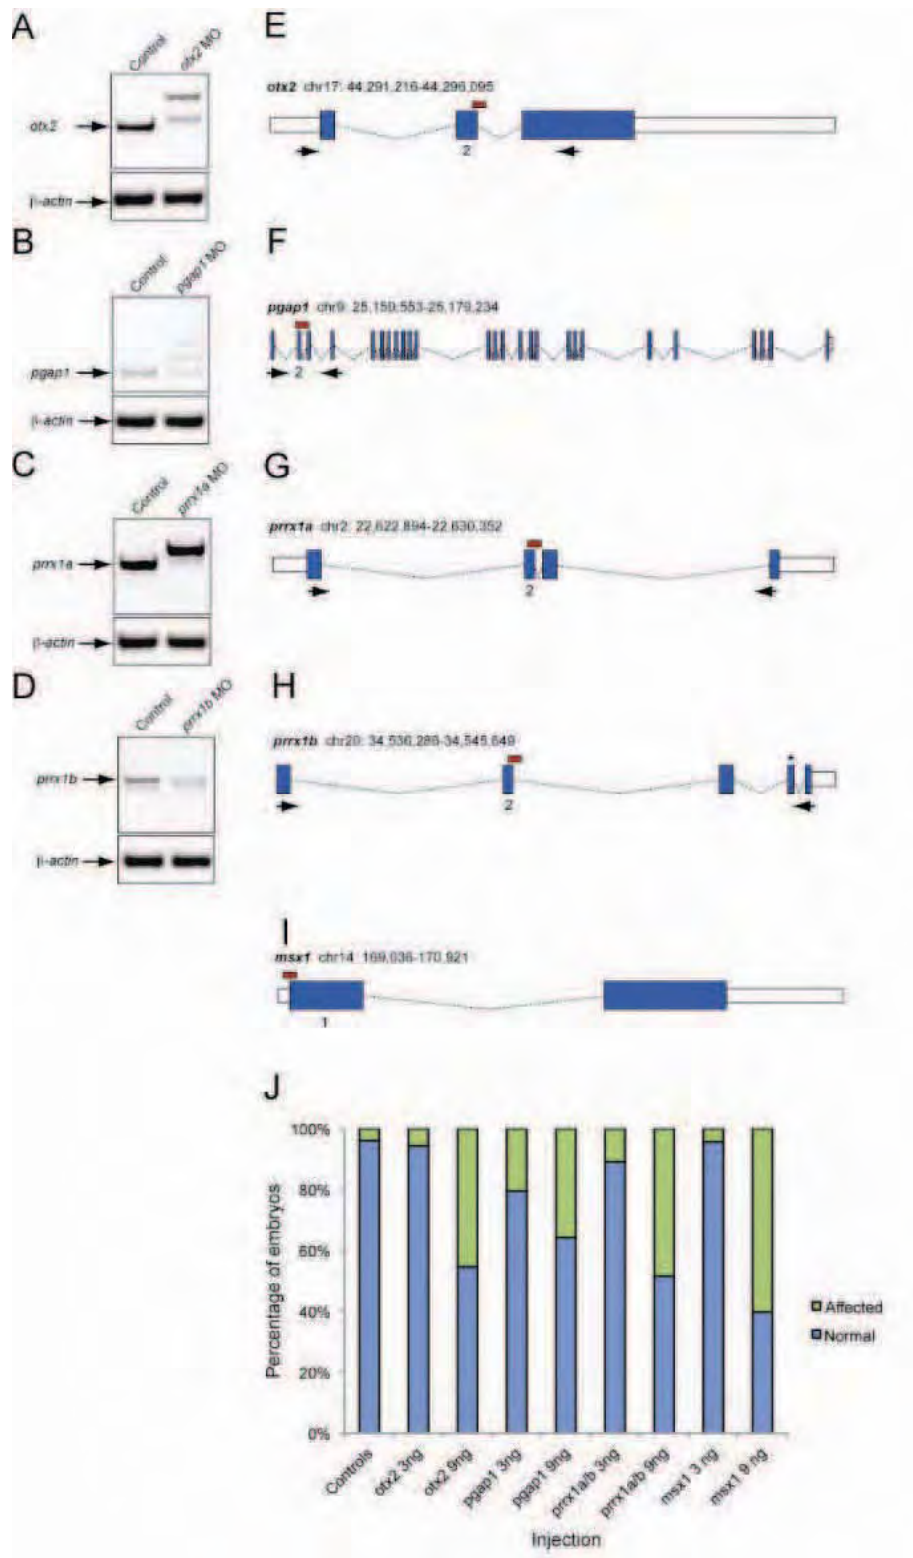 A
Control
otx2 MO
otx2
β-actin
E
otx2 chr17: 44,291,216-44,296,095
2
B
Control
pgap1 MO
pgap1
β-actin
F
pgap1 chr9: 25,159,553-25,179,234
2
C
Control
prrx1a MO
prrx1a
β-actin
G
prrx1a chr2: 22,622,894-22,630,352
2
D
Control
prrx1b MO
prrx1b
β-actin
H
prrx1b chr20: 34,536,286-34,545,649
*
2
I
msx1 chr14: 169,036-170,921
1
J
100%
80%
60%
40%
20%
0%
Percentage of embryos
Affected
Normal
Controls
otx2 3ng
otx2 9ng
pgap1 3ng
pgap1 9ng
prrx1a/b 3ng
prrx1a/b 9ng
msx1 3 ng
msx1 9 ng
Injection